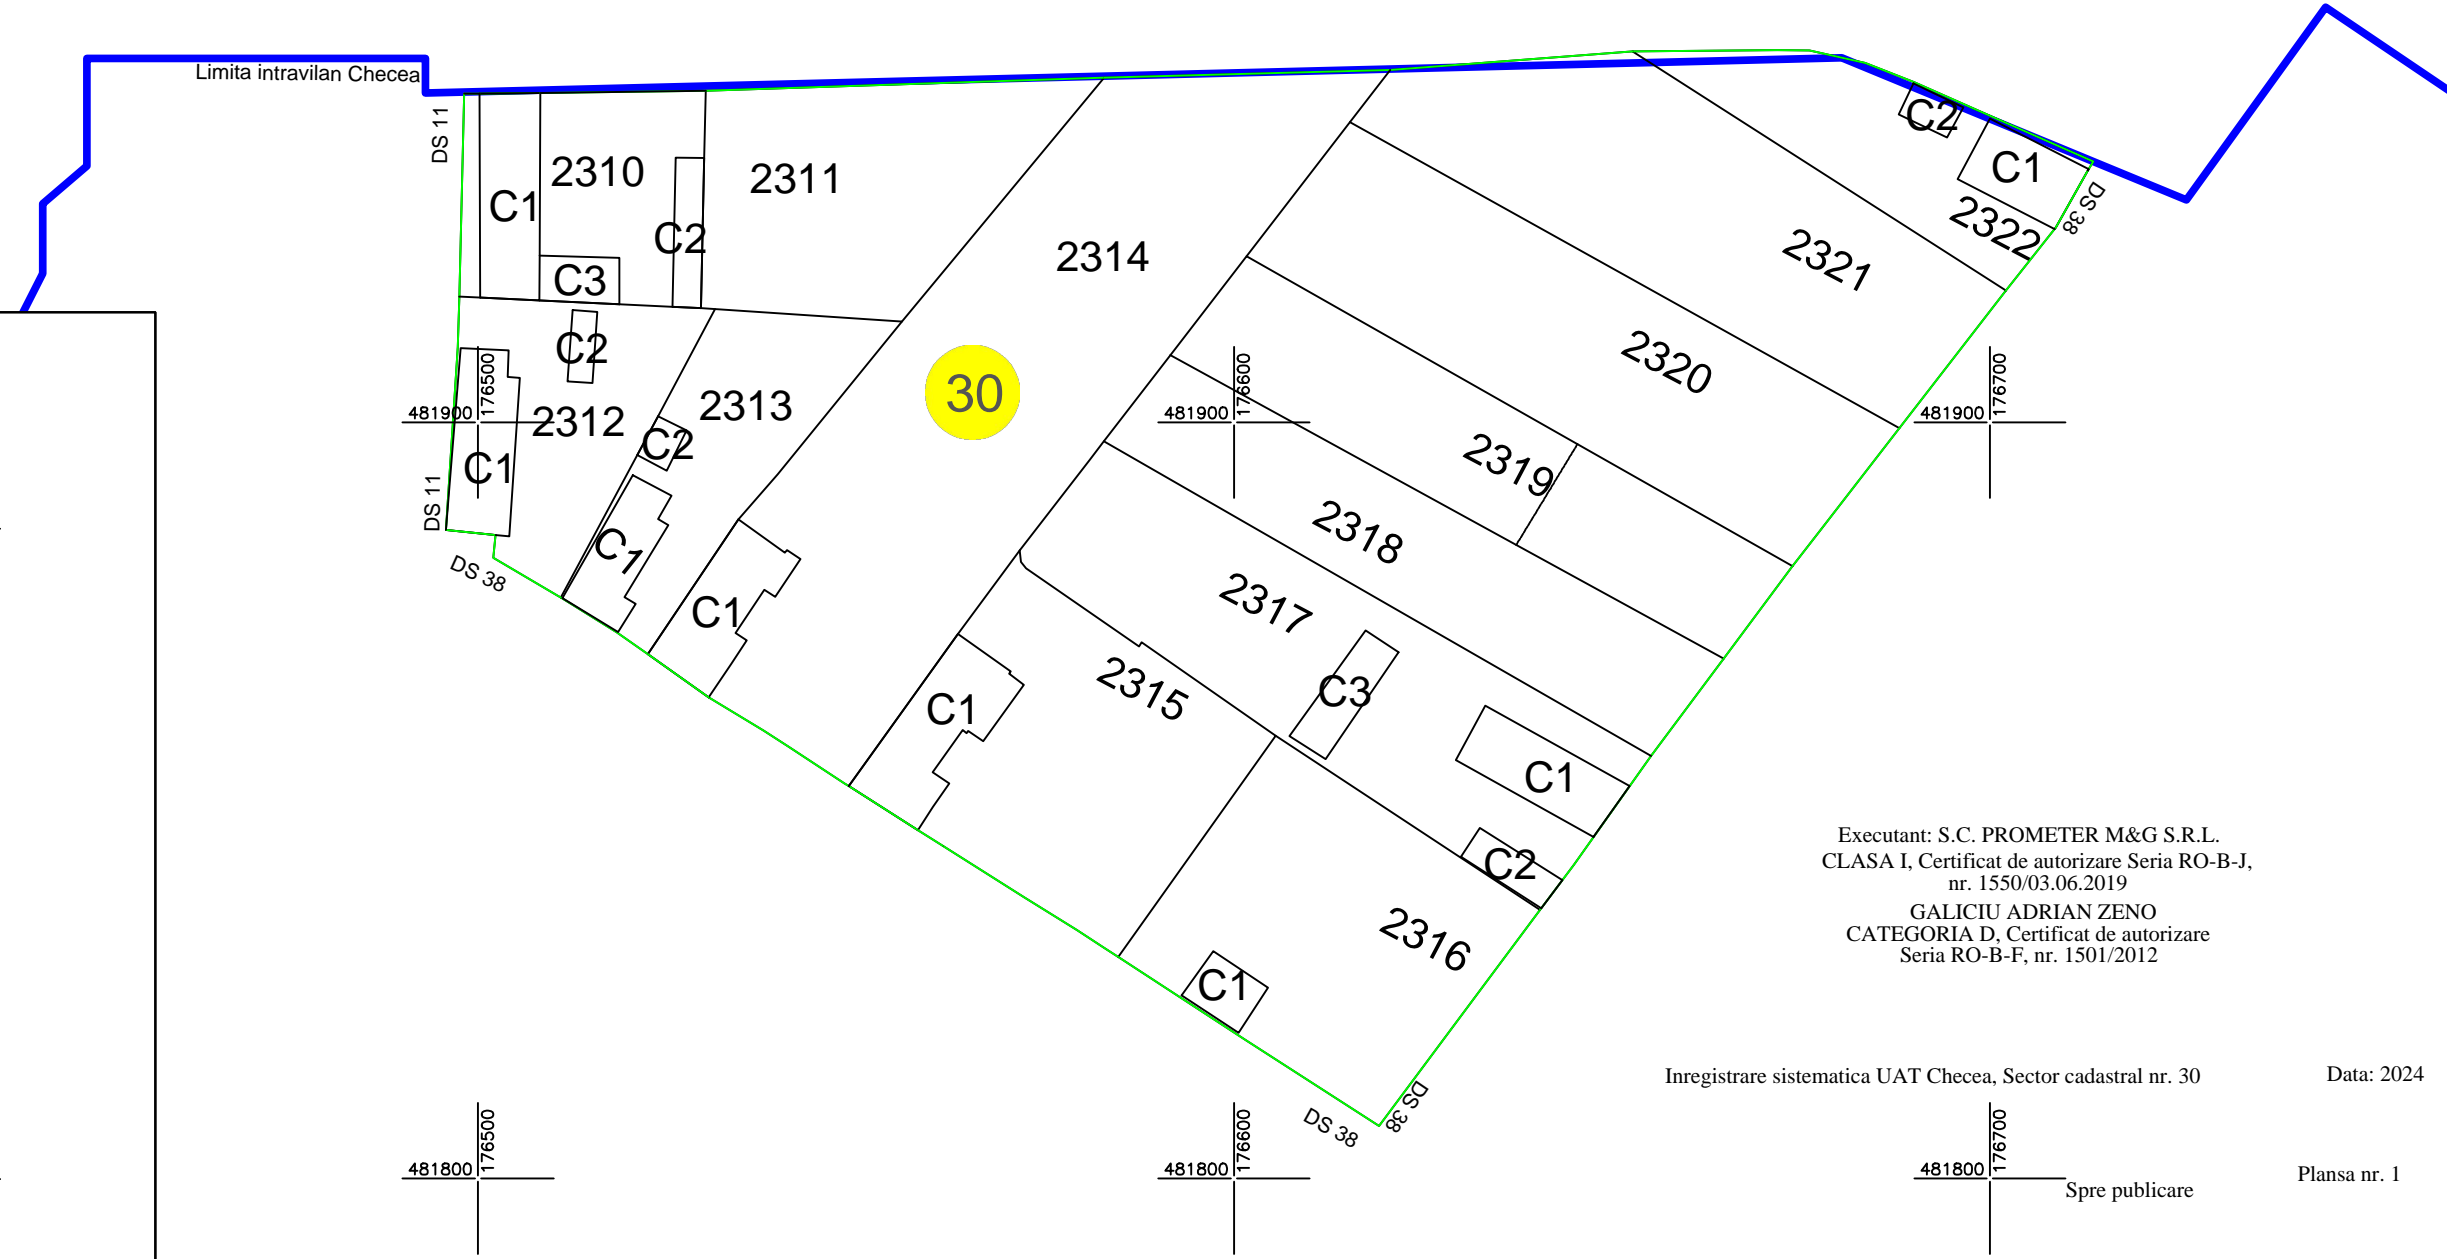 Limita intravilan Checea
DS 11
C1
2310
C2
C3
2311
2314
C2
C1
2322
DS 38
2321
2320
2319
2318
2317
2315
2316
30
C2
2312
C1
2313
C2
C1
C1
C1
C3
C1
C2
C1
DS 11
DS 38
DS 38
DS 38
481900
176500
481900
176600
481900
176700
Executant: S.C. PROMETER M&G S.R.L.
CLASA I, Certificat de autorizare Seria RO-B-J,
nr. 1550/03.06.2019
GALICIU ADRIAN ZENO
CATEGORIA D, Certificat de autorizare
Seria RO-B-F, nr. 1501/2012
Inregistrare sistematica UAT Checea, Sector cadastral nr. 30
Data: 2024
481800
176500
481800
176600
481800
176700
Spre publicare
Plansa nr. 1